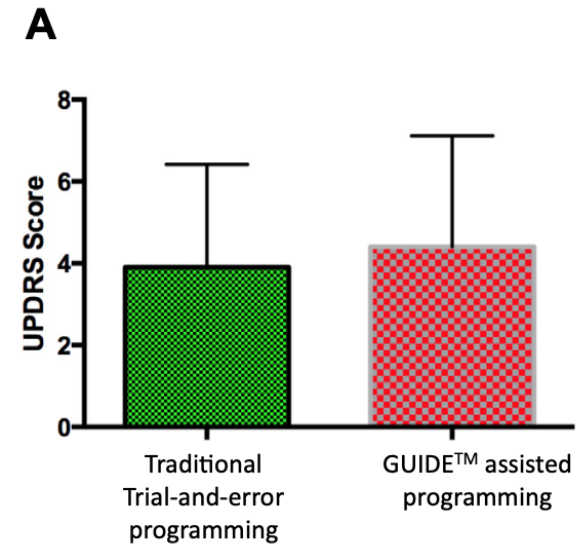 A
8
6
4
2
0
UPDRS Score
Traditional
Trial-and-error
programming
GUIDE™ assisted
programming